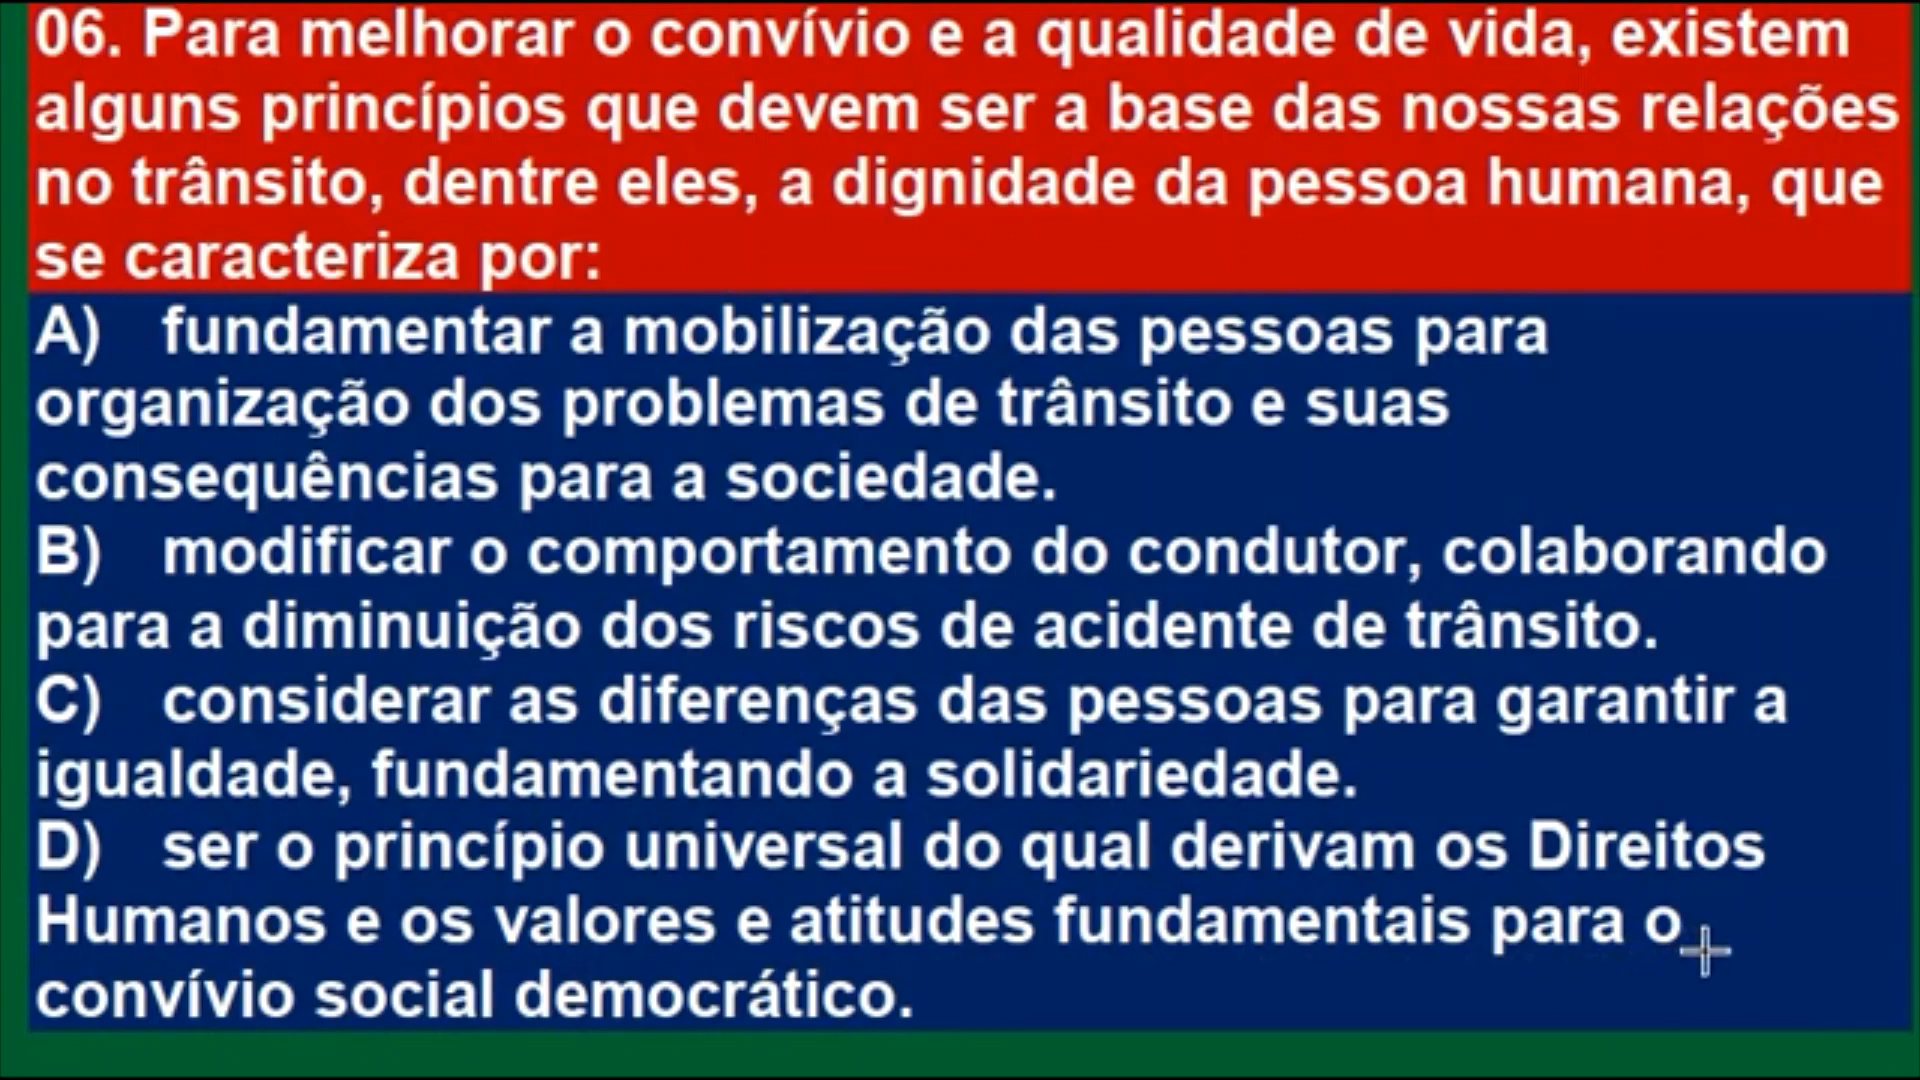 06. Para melhorar o convívio e a qualidade de vida, existem
alguns princípios que devem ser a base das nossas relações
no trânsito, dentre eles, a dignidade da pessoa humana, que
se caracteriza por:
A) fundamentar a mobilização das pessoas para
organização dos problemas de trânsito e suas
consequências para a sociedade.
B) modificar o comportamento do condutor, colaborando
para a diminuição dos riscos de acidente de trânsito.
C) considerar as diferenças das pessoas para garantir a
igualdade, fundamentando a solidariedade.
D) ser o princípio universal do qual derivam os Direitos
Humanos e os valores e atitudes fundamentais para o
convívio social democrático.